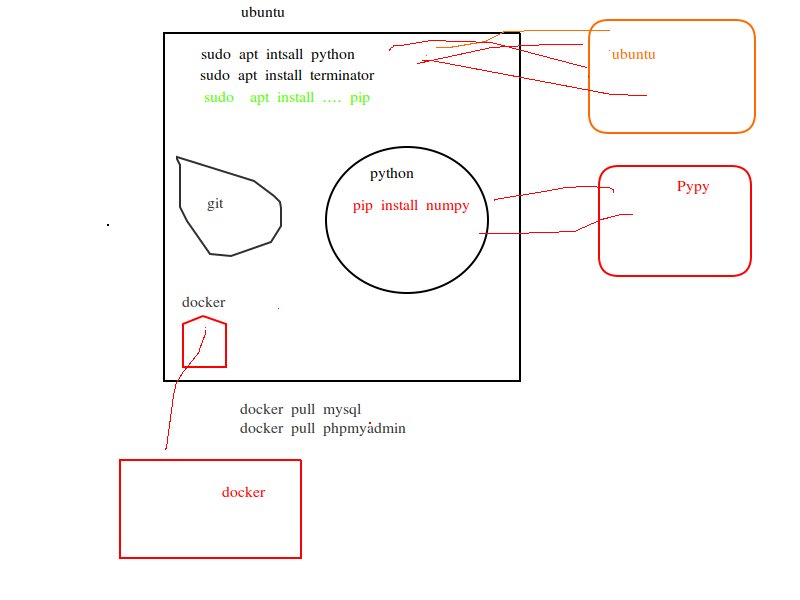 ubuntu
sudo apt intsall python
sudo apt install terminator
sudo apt install .... pip
ubuntu
python
pip install numpy
Pypy
git
docker
docker pull mysql
docker pull phpmyadmin
docker